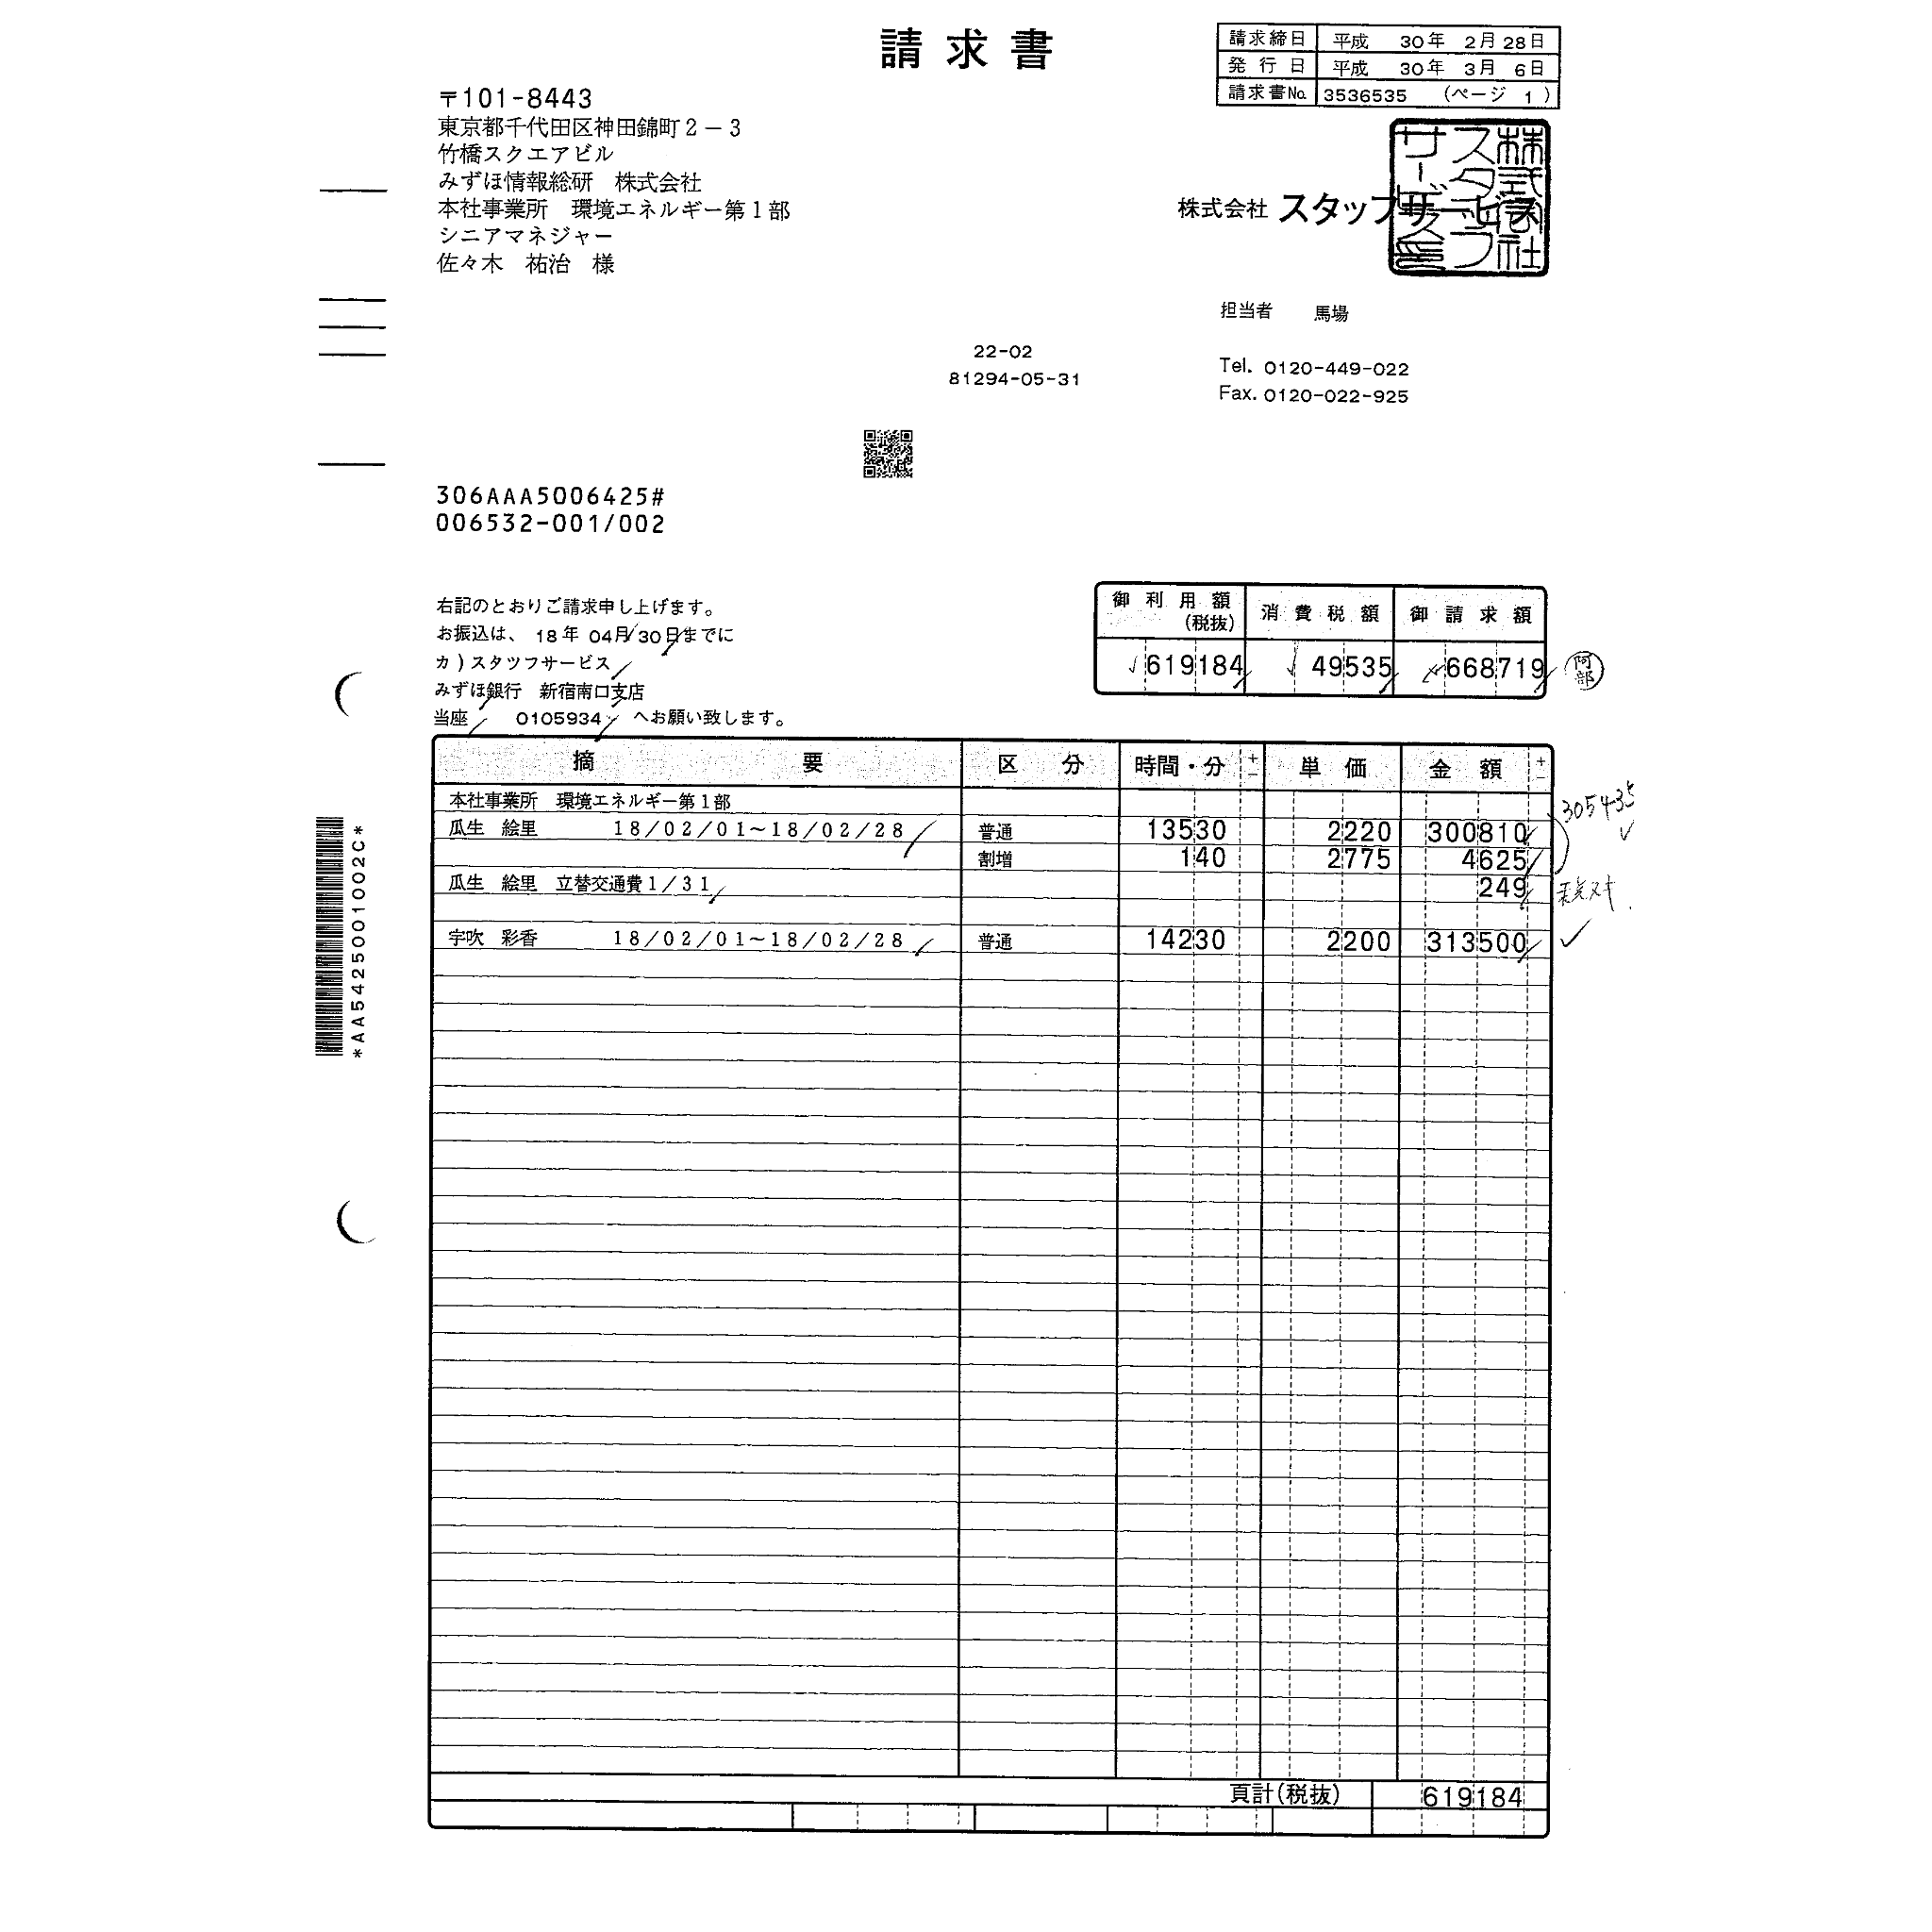 請求書
請求締日 平成 30年 2月28日
発行日 平成 30年 3月 6日
請求書No. 3536535 (ページ 1)
〒101-8443
東京都千代田区神田錦町2－3
竹橋スクエアビル
みずほ情報総研 株式会社
本社事業所 環境エネルギー第1部
シニアマネジャー
佐々木 祐治 様
株式会社 スタッフサービス
株式会社スタッフサービス
担当者 馬場
22-02
81294-05-31
Tel. 0120-449-022
Fax. 0120-022-925
306AAA5006425#
006532-001/002
右記のとおりご請求申し上げます。
お振込は、 18年 04月30日までに
カ)スタツフサービス
みずほ銀行 新宿南口支店
当座 0105934 へお願い致します。
御利用額(税抜) 消費税額 御請求額
619184 49535 668719
阿部
*AA5425001002C*
摘要 区分 時間・分 +- 単価 金額 +-
本社事業所 環境エネルギー第1部
瓜生 絵里 18/02/01～18/02/28 普通 13530 2220 300810
305435
割増 140 2775 4625
瓜生 絵里 立替交通費1/31 249
宇吹 彩香 18/02/01～18/02/28 普通 14230 2200 313500
頁計(税抜) 619184